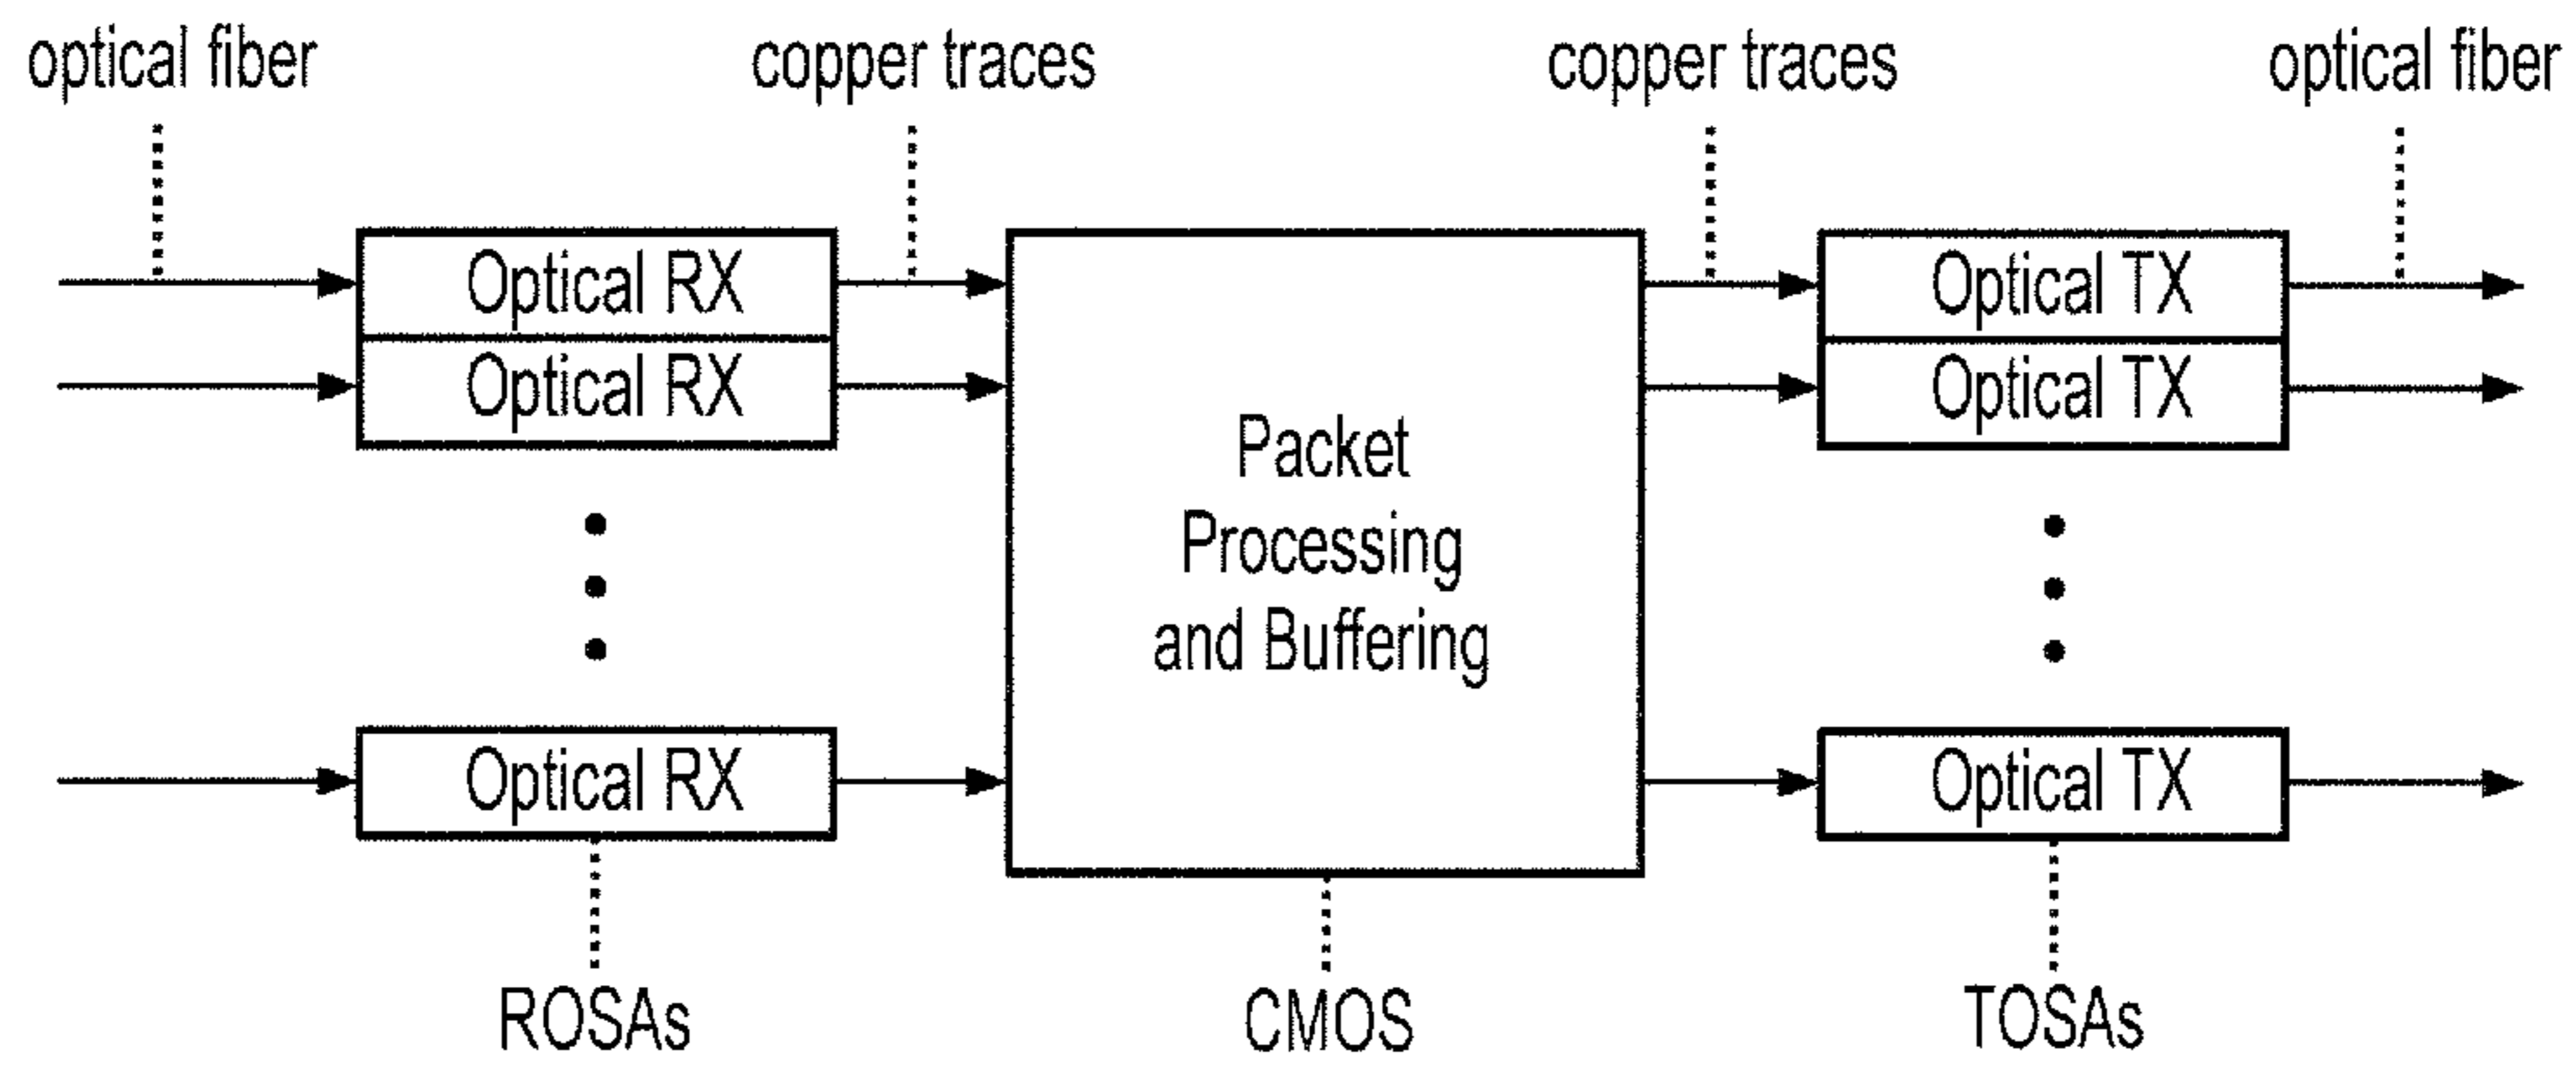 optical fiber
copper traces
copper traces
optical fiber
Optical RX
Optical RX
Optical RX
Packet
Processing
and Buffering
Optical TX
Optical TX
Optical TX
ROSAs
CMOS
TOSAs